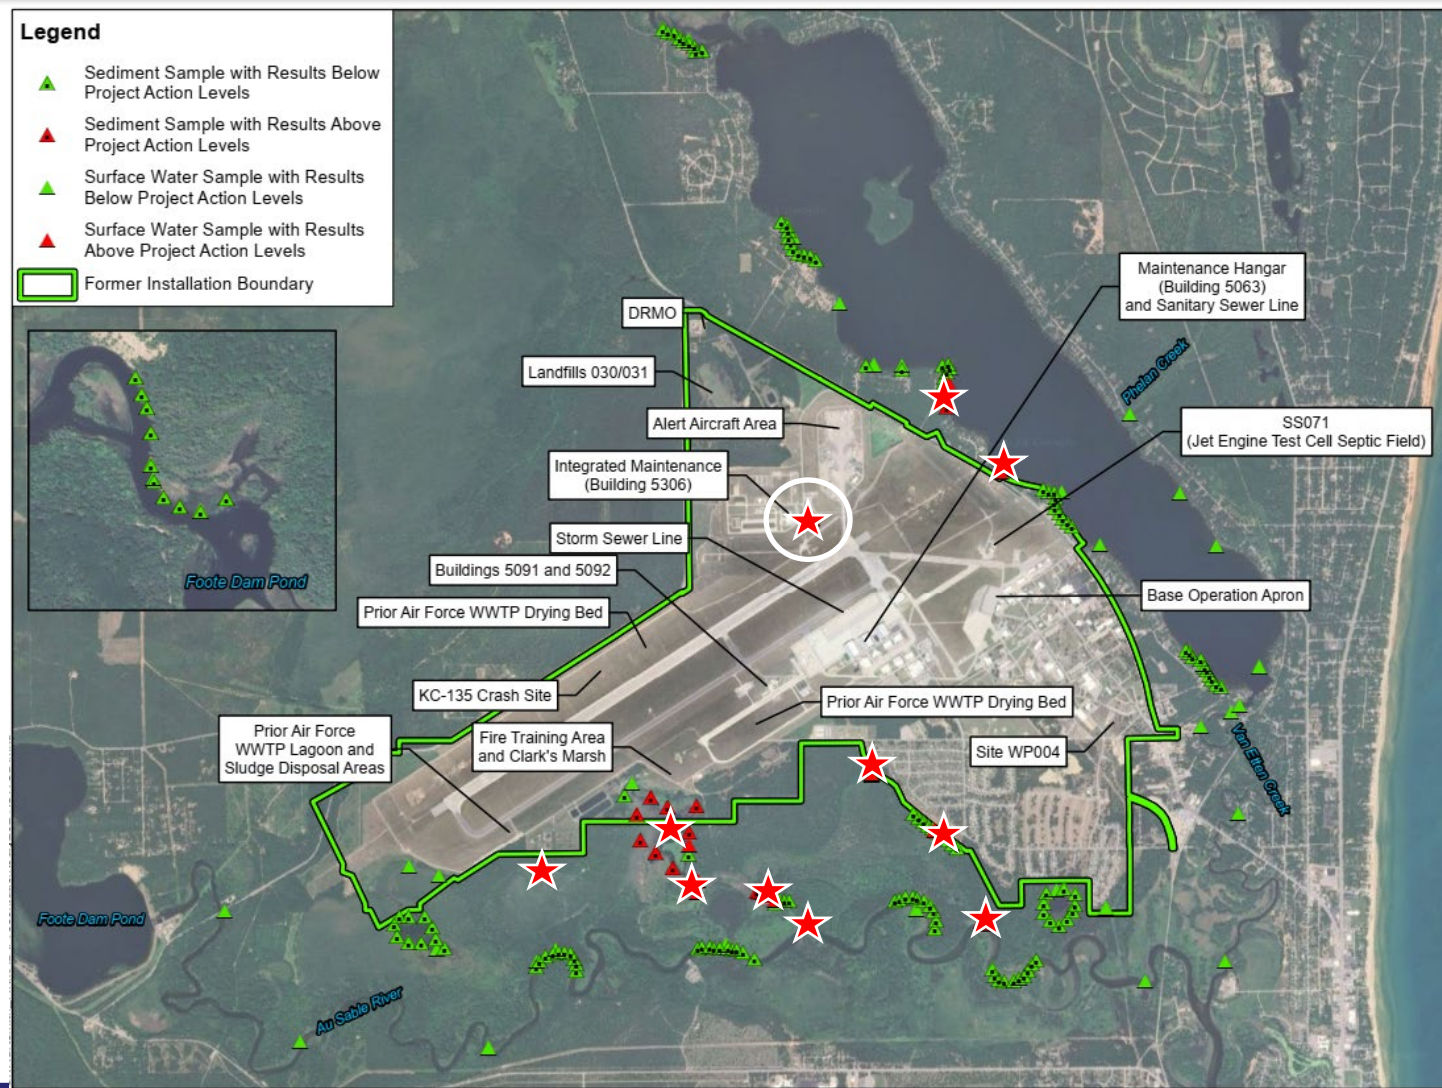 Legend
Sediment Sample with Results Below
Project Action Levels
Sediment Sample with Results Above
Project Action Levels
Surface Water Sample with Results
Below Project Action Levels
Surface Water Sample with Results
Above Project Action Levels
Former Installation Boundary
Foote Dam Pond
DRMO
Landfills 030/031
Alert Aircraft Area
Integrated Maintenance
(Building 5306)
Storm Sewer Line
Buildings 5091 and 5092
Prior Air Force WWTP Drying Bed
KC-135 Crash Site
Prior Air Force
WWTP Lagoon and
Sludge Disposal Areas
Fire Training Area
and Clark's Marsh
Maintenance Hangar
(Building 5063)
and Sanitary Sewer Line
Phelan Creek
SS071
(Jet Engine Test Cell Septic Field)
Base Operation Apron
Prior Air Force WWTP Drying Bed
Site WP004
Van Etten Creek
Foote Dam Pond
Au Sable River